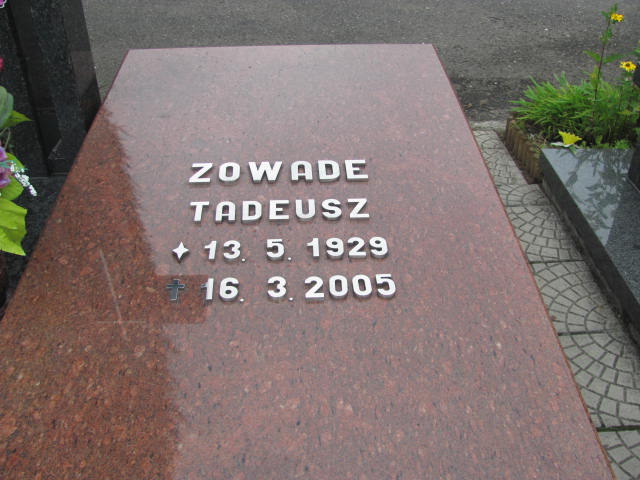 ZOWADE
TADEUSZ
✦ 13. 5. 1929
✝ 16. 3. 2005